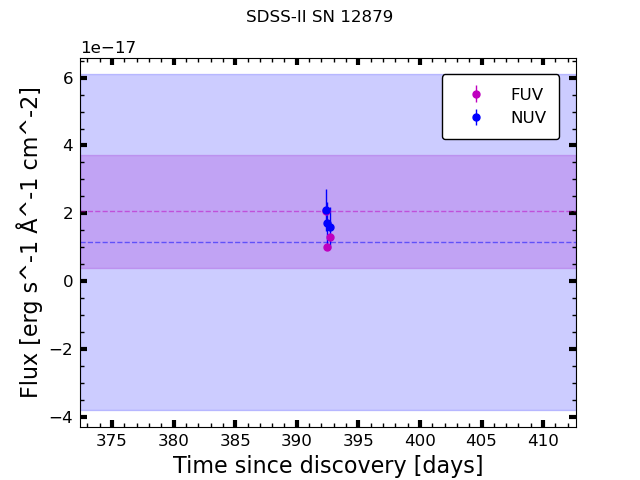 SDSS-II SN 12879
1e−17
FUV
NUV
6
4
2
0
−2
−4
Flux [erg s^-1 Å^-1 cm^-2]
375 380 385 390 395 400 405 410
Time since discovery [days]